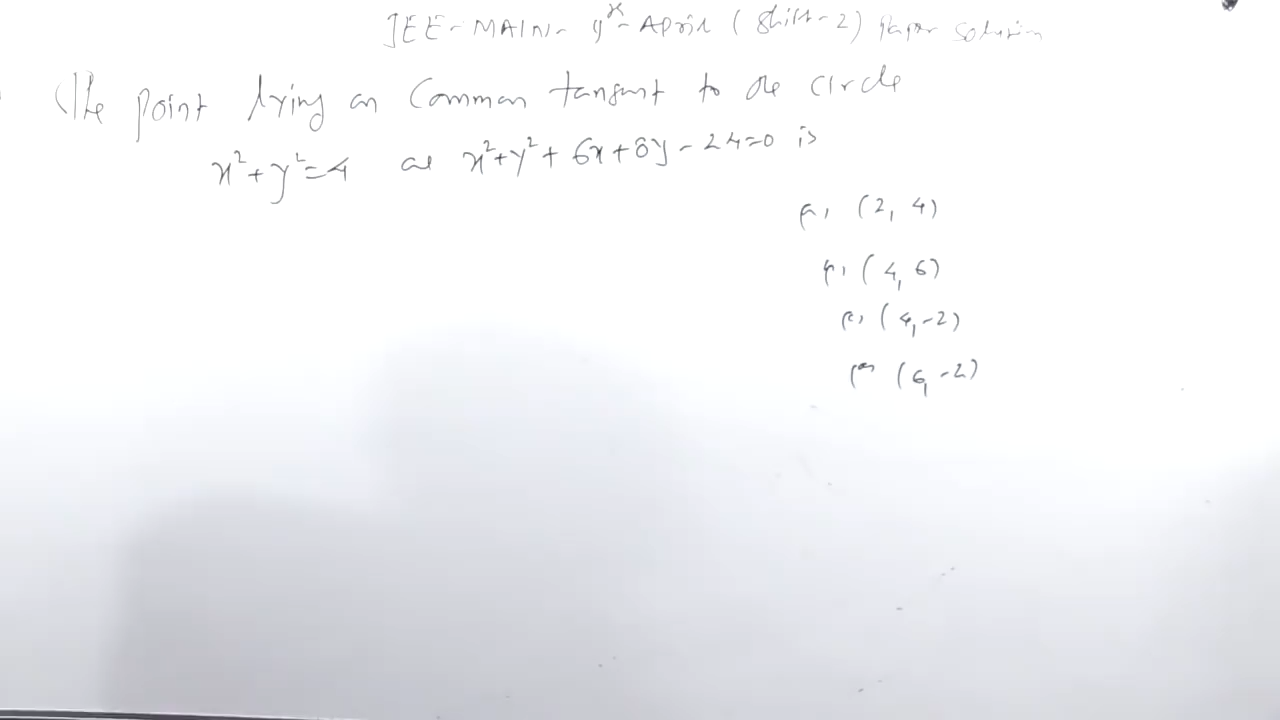 JEE-MAIN- 9th- April (Shift-2) Paper Solution
The point lying on Common tangent to the circle
x²+y²=4 and x²+y²+6x+8y-24=0 is
(2, 4)
(4, 6)
(4, -2)
(6, -2)